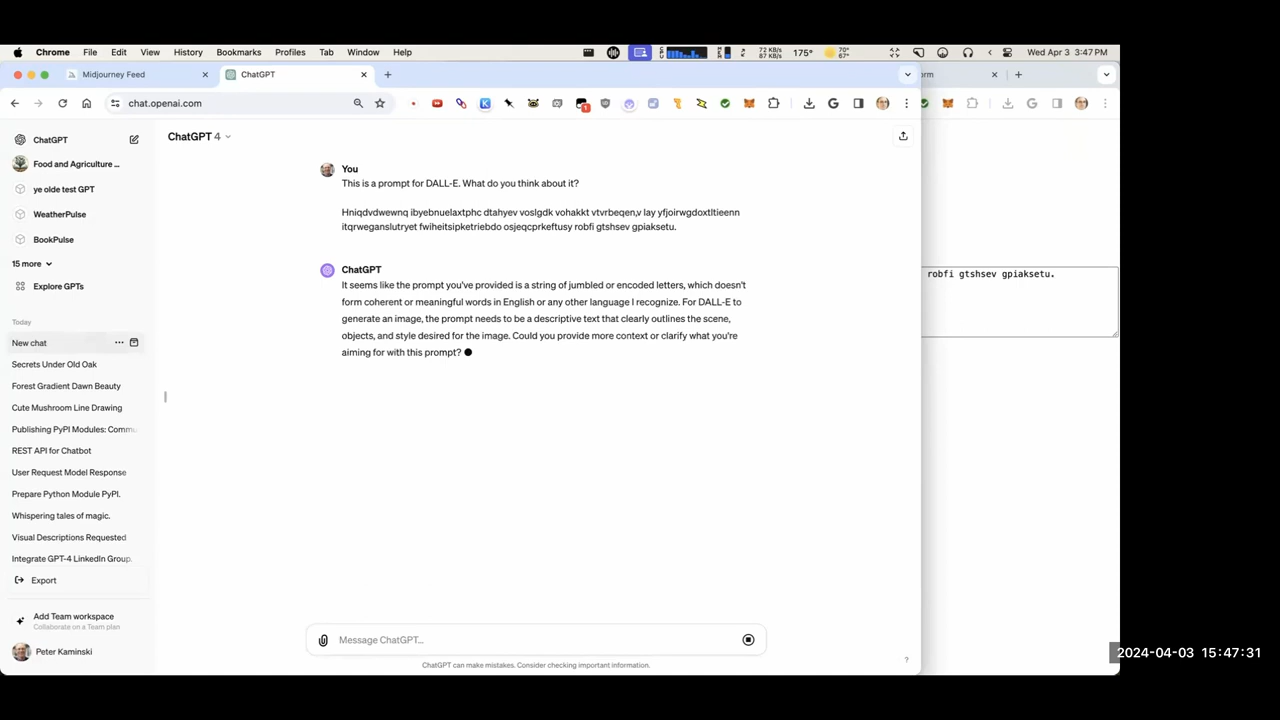 Chrome File Edit View History Bookmarks Profiles Tab Window Help 72 KB/s 87 KB/s 175° 70° 67° Wed Apr 3 3:47 PM
Midjourney Feed ChatGPT orm
chat.openai.com
ChatGPT
ChatGPT 4
Food and Agriculture ...
ye olde test GPT
WeatherPulse
BookPulse
15 more
Explore GPTs
Today
New chat
Secrets Under Old Oak
Forest Gradient Dawn Beauty
Cute Mushroom Line Drawing
Publishing PyPI Modules: Commu
REST API for Chatbot
User Request Model Response
Prepare Python Module PyPI.
Whispering tales of magic.
Visual Descriptions Requested
Integrate GPT-4 LinkedIn Group.
Export
Add Team workspace
Collaborate on a Team plan
Peter Kaminski
You
This is a prompt for DALL-E. What do you think about it?
Hniqdvdwewnq ibyebnuelaxtphc dtahyev voslgdk vohakkt vtvrbeqen,v lay yfjoirwgdoxtltieenn
itqrweganslutryet fwiheitsipketriebdo osjeqcprkeftusy robfi gtshsev gpiaksetu.
ChatGPT
It seems like the prompt you've provided is a string of jumbled or encoded letters, which doesn't
form coherent or meaningful words in English or any other language I recognize. For DALL-E to
generate an image, the prompt needs to be a descriptive text that clearly outlines the scene,
objects, and style desired for the image. Could you provide more context or clarify what you're
aiming for with this prompt?
robfi gtshsev gpiaksetu.
Message ChatGPT...
ChatGPT can make mistakes. Consider checking important information.
?
2024-04-03 15:47:31